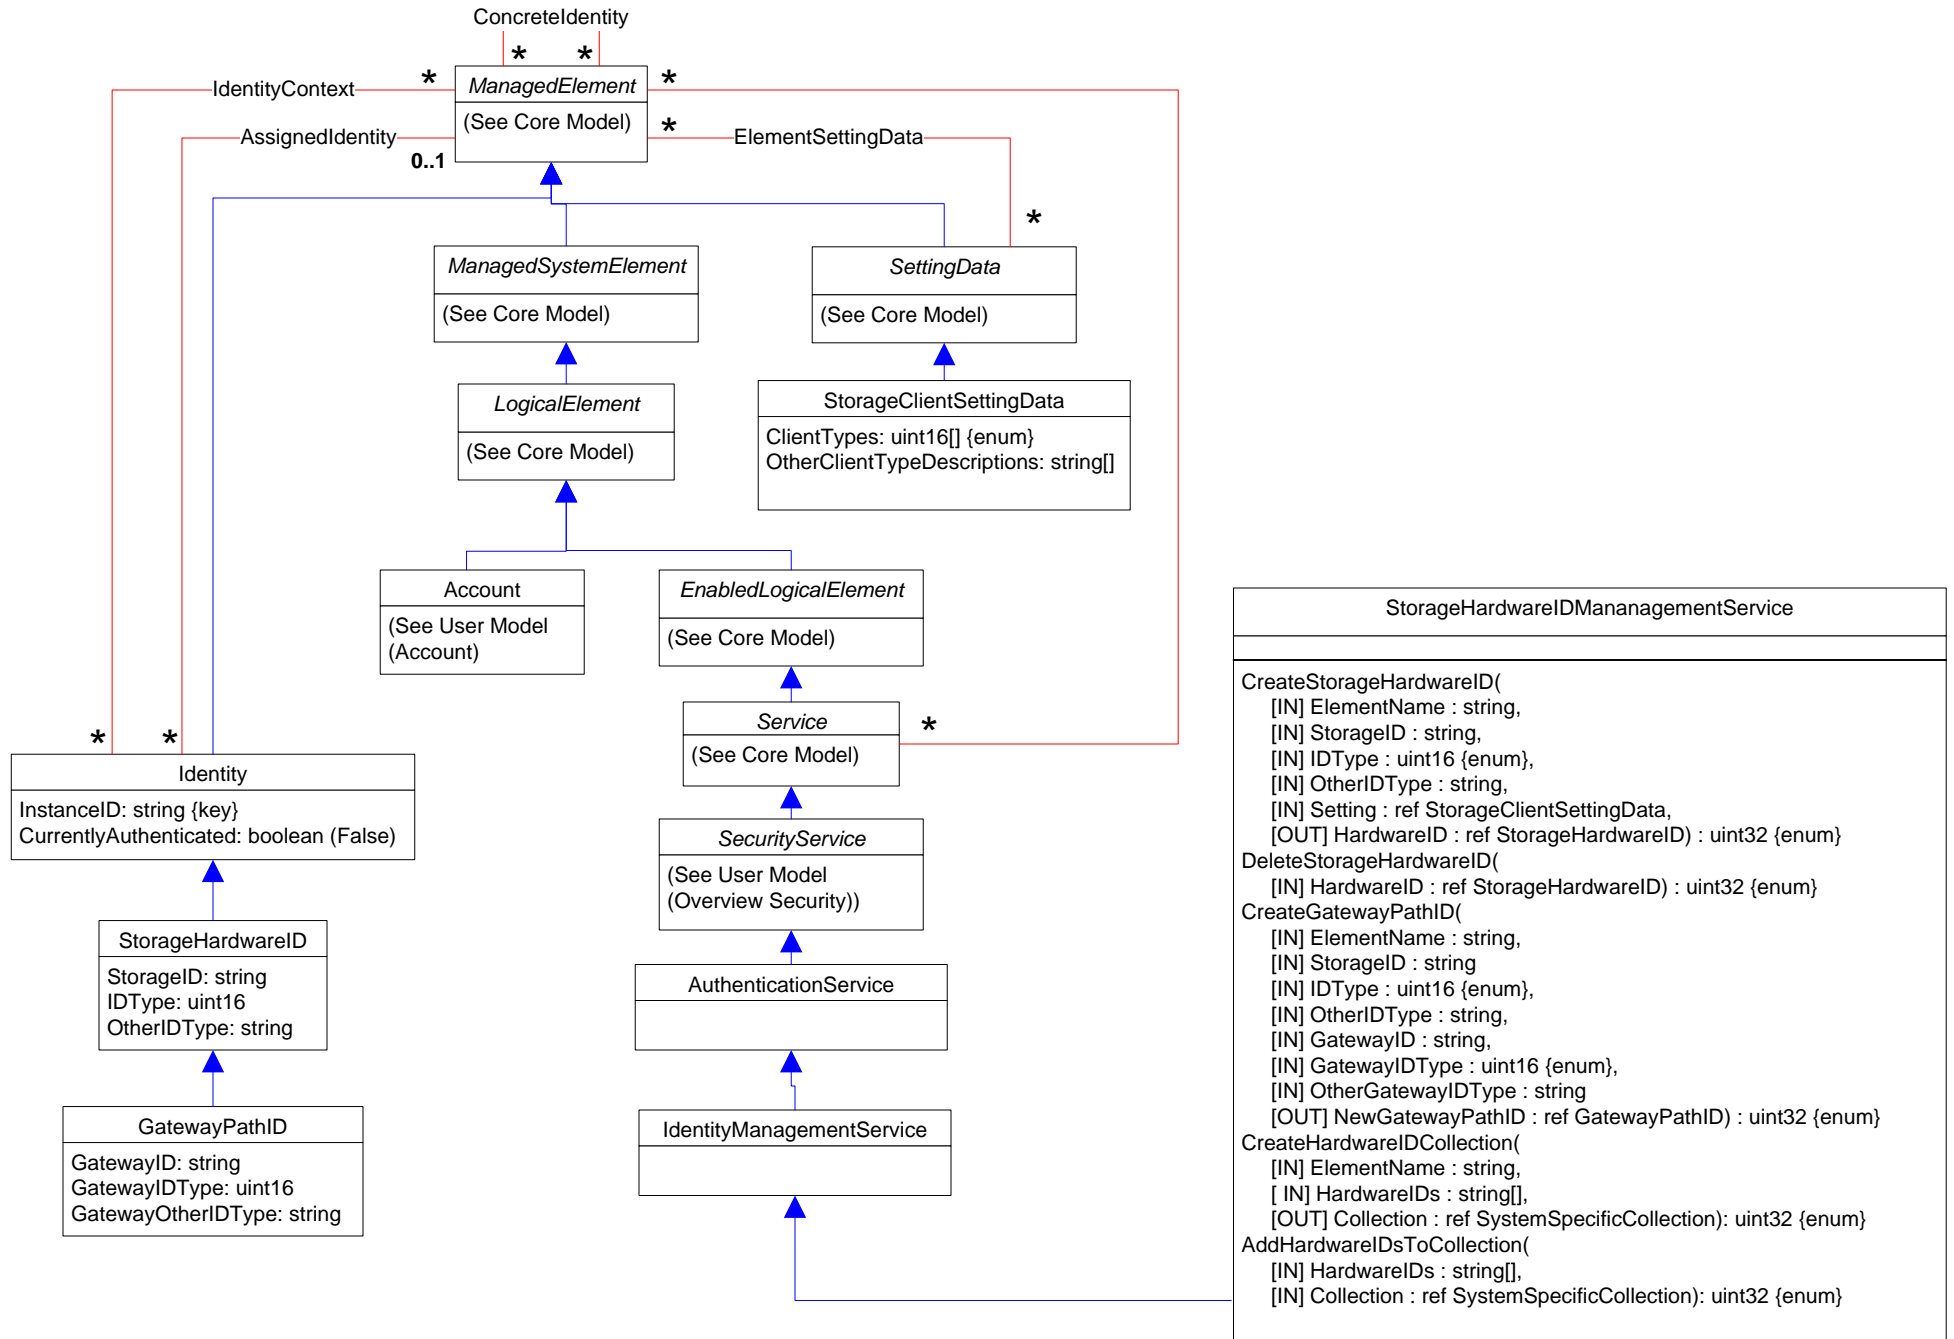 ConcreteIdentity
*
*
IdentityContext
*
ManagedElement
*
(See Core Model)
AssignedIdentity
0..1
*
ElementSettingData
*
ManagedSystemElement
(See Core Model)
SettingData
(See Core Model)
LogicalElement
(See Core Model)
StorageClientSettingData
ClientTypes: uint16[] {enum}
OtherClientTypeDescriptions: string[]
Account
(See User Model
(Account)
EnabledLogicalElement
(See Core Model)
Service
*
(See Core Model)
*
*
Identity
InstanceID: string {key}
CurrentlyAuthenticated: boolean (False)
SecurityService
(See User Model
(Overview Security))
StorageHardwareID
StorageID: string
IDType: uint16
OtherIDType: string
AuthenticationService
GatewayPathID
GatewayID: string
GatewayIDType: uint16
GatewayOtherIDType: string
IdentityManagementService
StorageHardwareIDMananagementService
CreateStorageHardwareID(
[IN] ElementName : string,
[IN] StorageID : string,
[IN] IDType : uint16 {enum},
[IN] OtherIDType : string,
[IN] Setting : ref StorageClientSettingData,
[OUT] HardwareID : ref StorageHardwareID) : uint32 {enum}
DeleteStorageHardwareID(
[IN] HardwareID : ref StorageHardwareID) : uint32 {enum}
CreateGatewayPathID(
[IN] ElementName : string,
[IN] StorageID : string
[IN] IDType : uint16 {enum},
[IN] OtherIDType : string,
[IN] GatewayID : string,
[IN] GatewayIDType : uint16 {enum},
[IN] OtherGatewayIDType : string
[OUT] NewGatewayPathID : ref GatewayPathID) : uint32 {enum}
CreateHardwareIDCollection(
[IN] ElementName : string,
[ IN] HardwareIDs : string[],
[OUT] Collection : ref SystemSpecificCollection): uint32 {enum}
AddHardwareIDsToCollection(
[IN] HardwareIDs : string[],
[IN] Collection : ref SystemSpecificCollection): uint32 {enum}